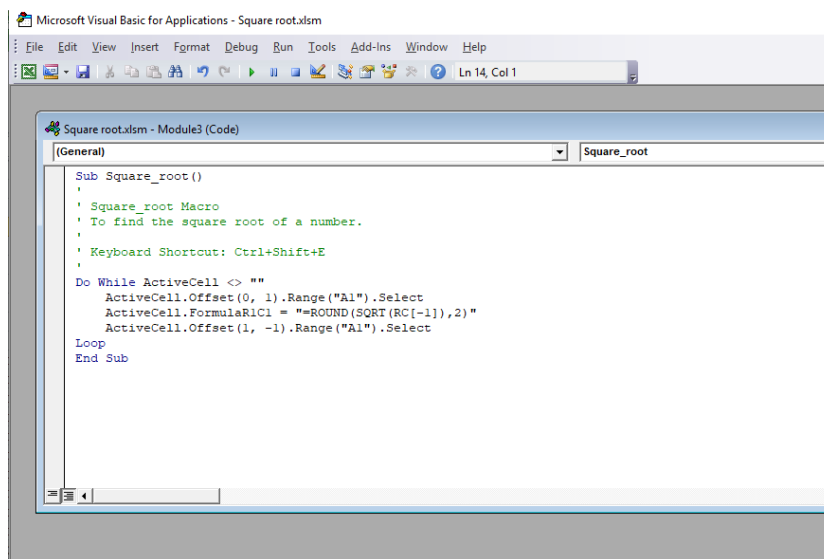 Microsoft Visual Basic for Applications - Square root.xlsm
File Edit View Insert Format Debug Run Tools Add-Ins Window Help
Ln 14, Col 1
Square root.xlsm - Module3 (Code)
(General) Square_root
Sub Square_root()
'
' Square_root Macro
' To find the square root of a number.
'
' Keyboard Shortcut: Ctrl+Shift+E
'
Do While ActiveCell <> ""
    ActiveCell.Offset(0, 1).Range("A1").Select
    ActiveCell.FormulaR1C1 = "=ROUND(SQRT(RC[-1]),2)"
    ActiveCell.Offset(1, -1).Range("A1").Select
Loop
End Sub